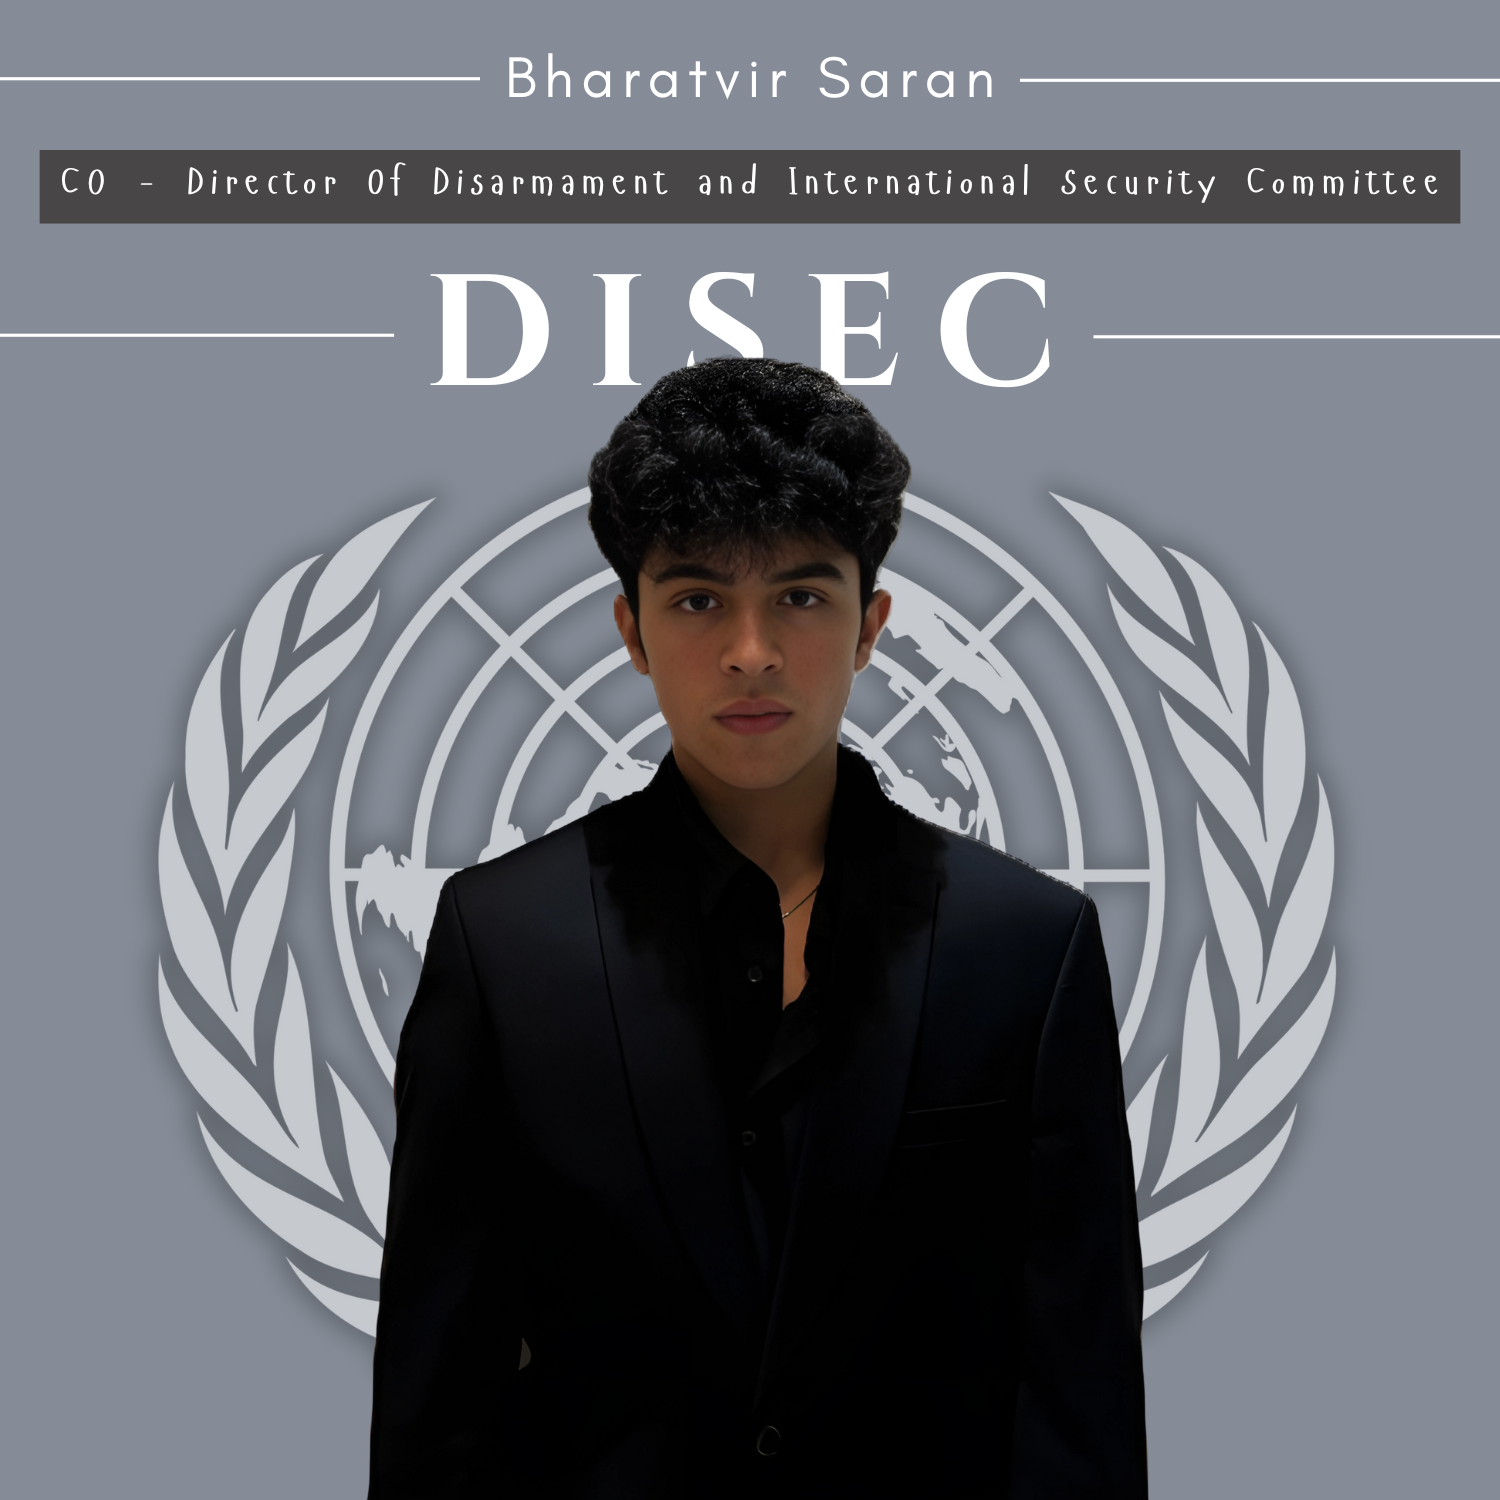 Bharatvir Saran
CO - Director Of Disarmament and International Security Committee
DISEC